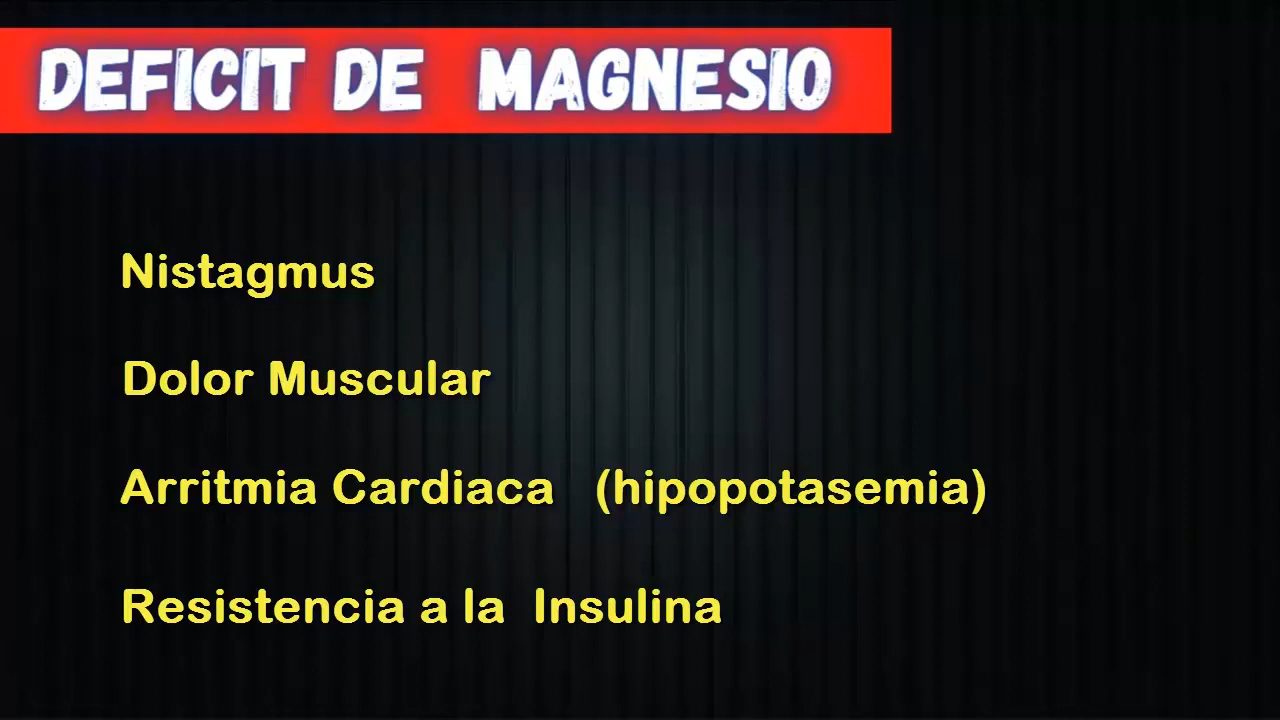 DEFICIT DE MAGNESIO
Nistagmus
Dolor Muscular
Arritmia Cardiaca (hipopotasemia)
Resistencia a la Insulina